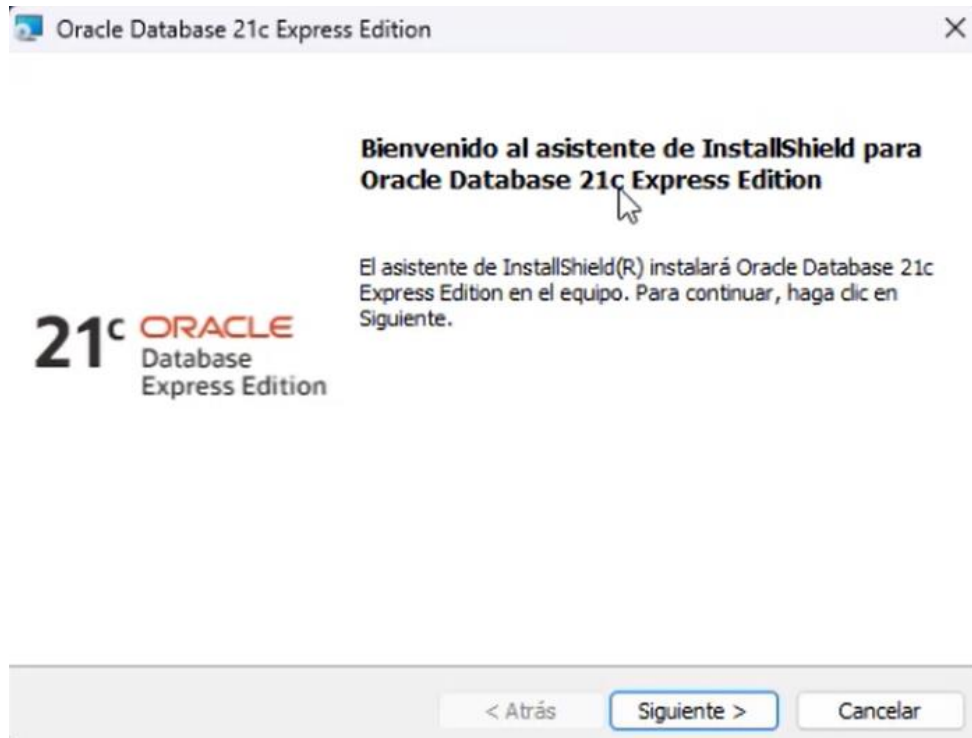 Oracle Database 21c Express Edition
Bienvenido al asistente de InstallShield para
Oracle Database 21c Express Edition
El asistente de InstallShield(R) instalará Oracle Database 21c
Express Edition en el equipo. Para continuar, haga clic en
Siguiente.
21c ORACLE
Database
Express Edition
< Atrás
Siguiente >
Cancelar